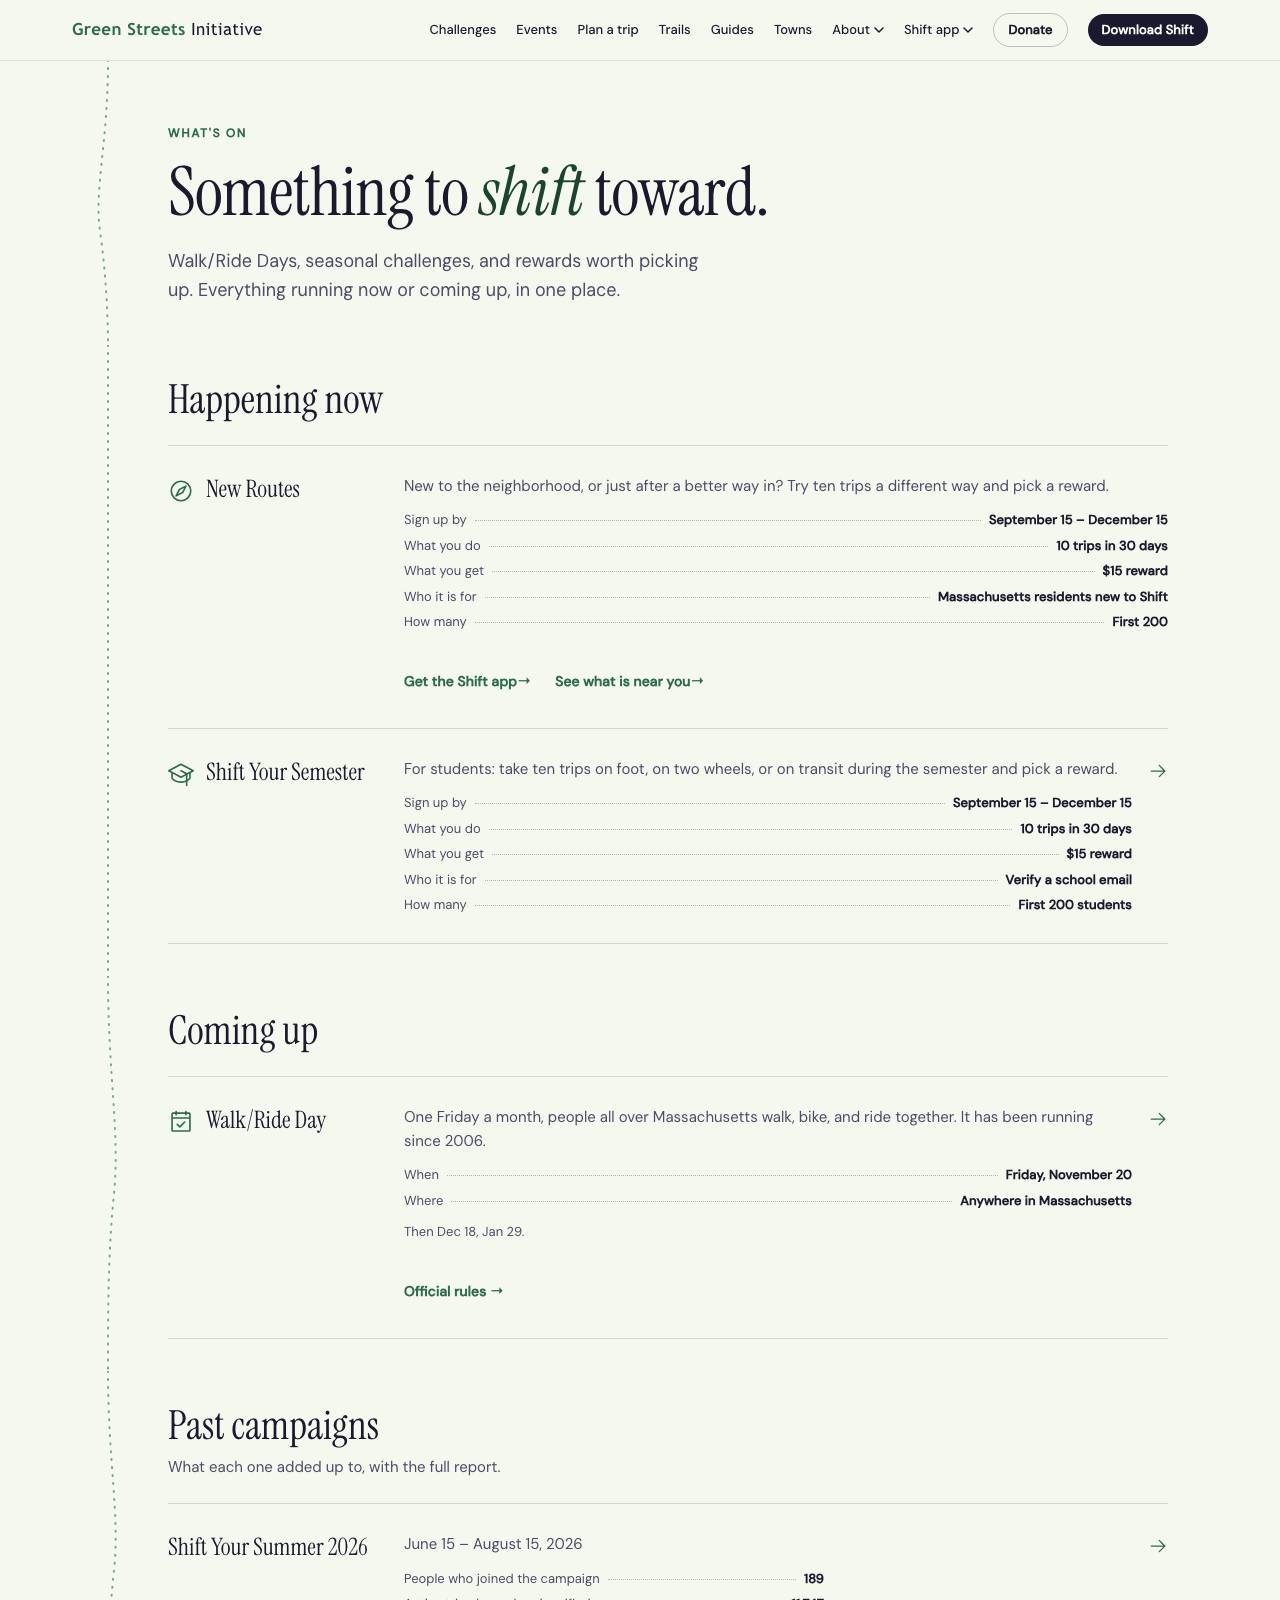 Green Streets Initiative
Challenges Events Plan a trip Trails Guides Towns About Shift app Donate Download Shift
WHAT'S ON
Something to shift toward.
Walk/Ride Days, seasonal challenges, and rewards worth picking
up. Everything running now or coming up, in one place.
Happening now
New Routes
New to the neighborhood, or just after a better way in? Try ten trips a different way and pick a reward.
Sign up by September 15 – December 15
What you do 10 trips in 30 days
What you get $15 reward
Who it is for Massachusetts residents new to Shift
How many First 200
Get the Shift app→ See what is near you→
Shift Your Semester
For students: take ten trips on foot, on two wheels, or on transit during the semester and pick a reward. →
Sign up by September 15 – December 15
What you do 10 trips in 30 days
What you get $15 reward
Who it is for Verify a school email
How many First 200 students
Coming up
Walk/Ride Day
One Friday a month, people all over Massachusetts walk, bike, and ride together. It has been running →
since 2006.
When Friday, November 20
Where Anywhere in Massachusetts
Then Dec 18, Jan 29.
Official rules →
Past campaigns
What each one added up to, with the full report.
Shift Your Summer 2026
June 15 – August 15, 2026 →
People who joined the campaign 189